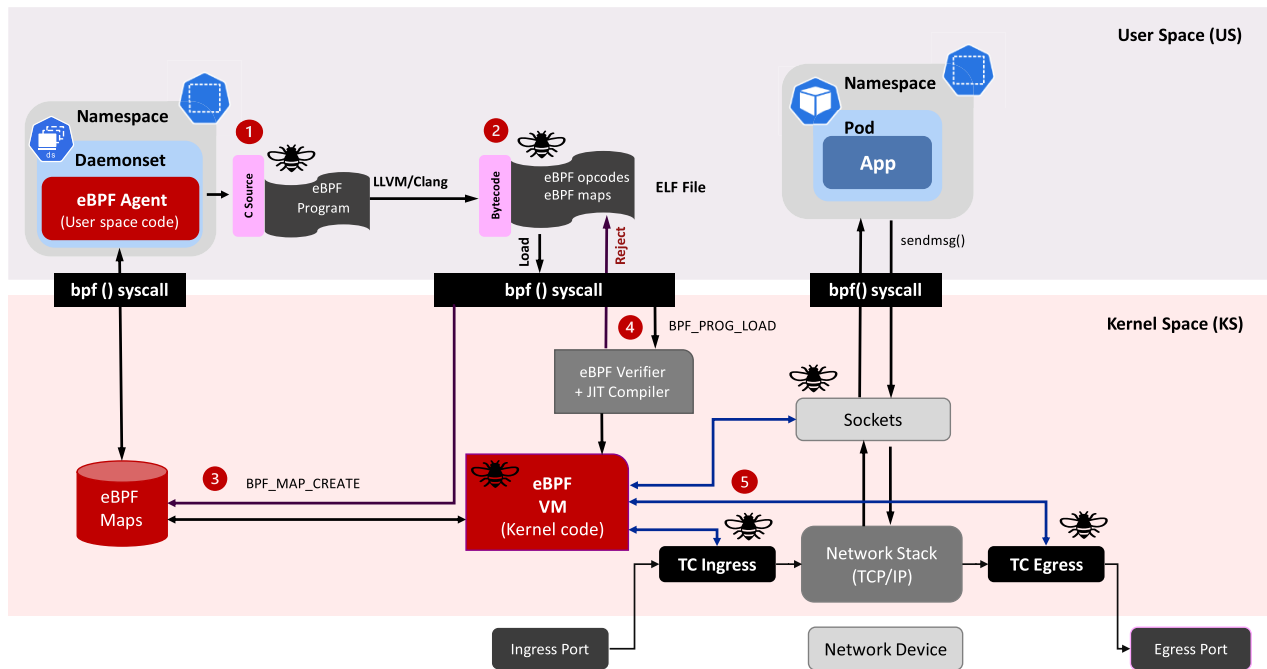 User Space (US)
Namespace
ds
Daemonset
eBPF Agent
(User space code)
1
C Source
eBPF
Program
LLVM/Clang
2
Bytecode
eBPF opcodes
eBPF maps
ELF File
Namespace
Pod
App
Load
Reject
sendmsg()
bpf () syscall
bpf () syscall
bpf() syscall
Kernel Space (KS)
4
BPF_PROG_LOAD
eBPF Verifier
+ JIT Compiler
Sockets
eBPF
Maps
3
BPF_MAP_CREATE
eBPF
VM
(Kernel code)
5
TC Ingress
Network Stack
(TCP/IP)
TC Egress
Ingress Port
Network Device
Egress Port